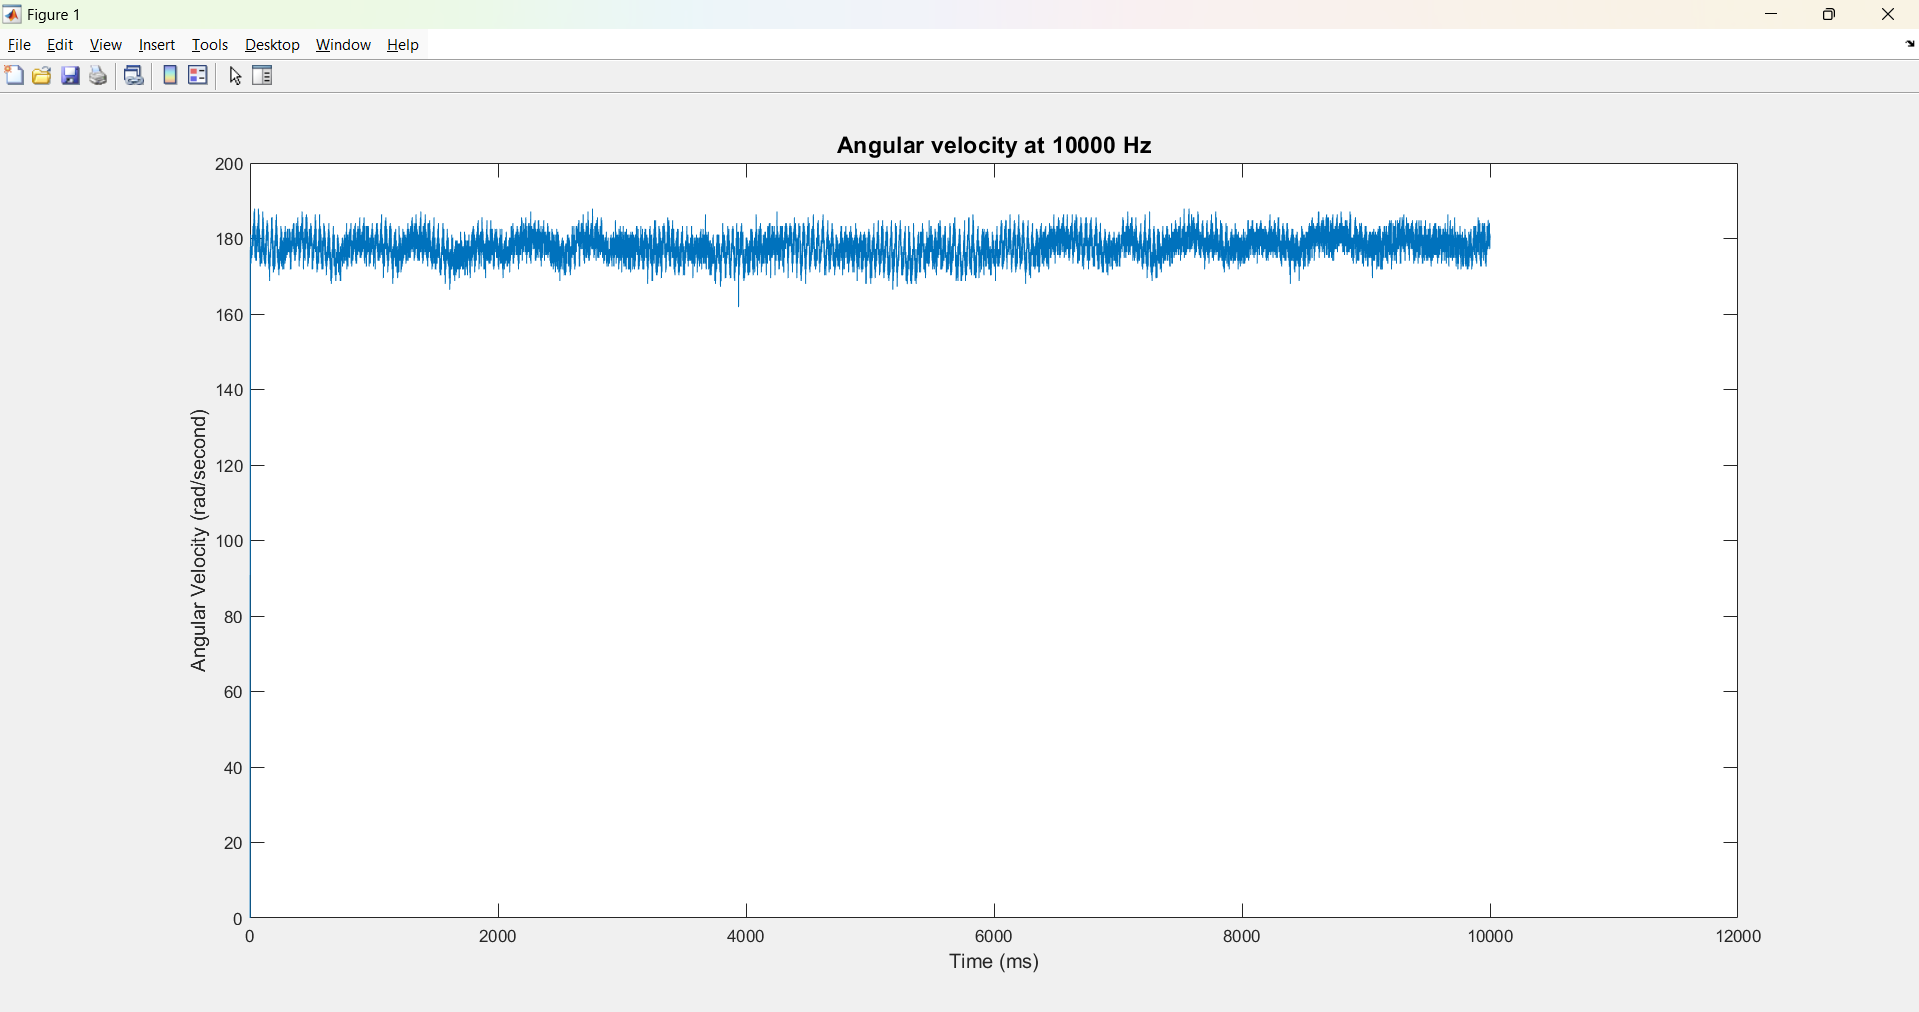 Figure 1
File Edit View Insert Tools Desktop Window Help
Angular velocity at 10000 Hz
200
180
160
140
120
100
80
60
40
20
0
Angular Velocity (rad/second)
0 2000 4000 6000 8000 10000 12000
Time (ms)